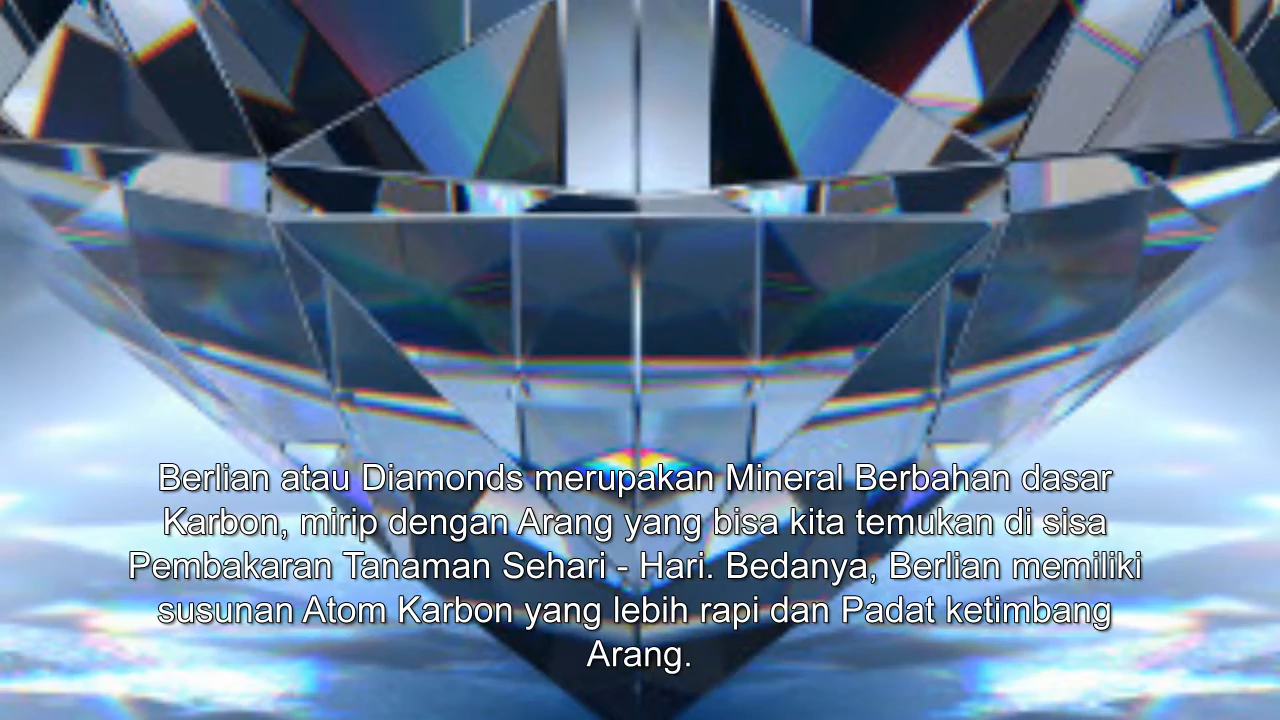 Berlian atau Diamonds merupakan Mineral Berbahan dasar
Karbon, mirip dengan Arang yang bisa kita temukan di sisa
Pembakaran Tanaman Sehari - Hari. Bedanya, Berlian memiliki
susunan Atom Karbon yang lebih rapi dan Padat ketimbang
Arang.